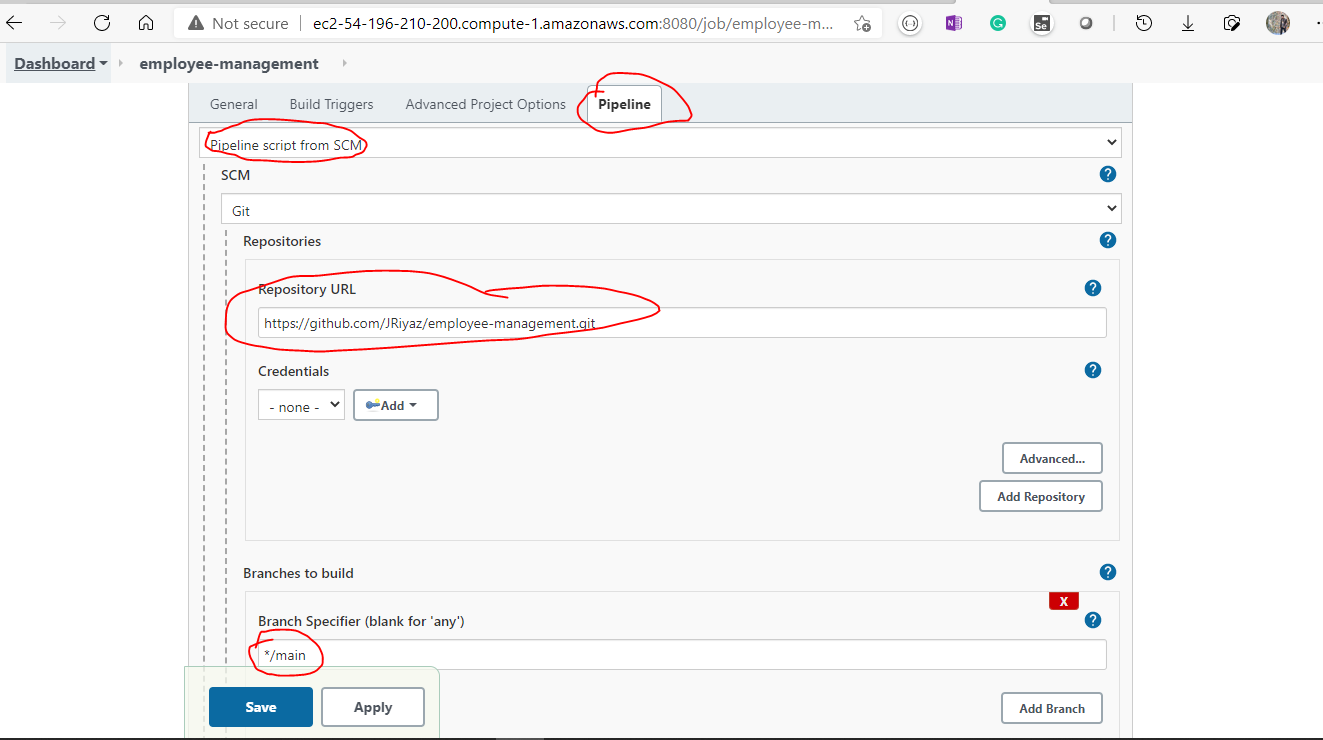 Not secure
ec2-54-196-210-200.compute-1.amazonaws.com:8080/job/employee-m...
Se
Dashboard
employee-management
General
Build Triggers
Advanced Project Options
Pipeline
Pipeline script from SCM
SCM
?
Git
Repositories
?
Repository URL
?
https://github.com/JRiyaz/employee-management.git
Credentials
?
- none -
Add
Advanced...
Add Repository
Branches to build
?
X
Branch Specifier (blank for 'any')
?
*/main
Save
Apply
Add Branch